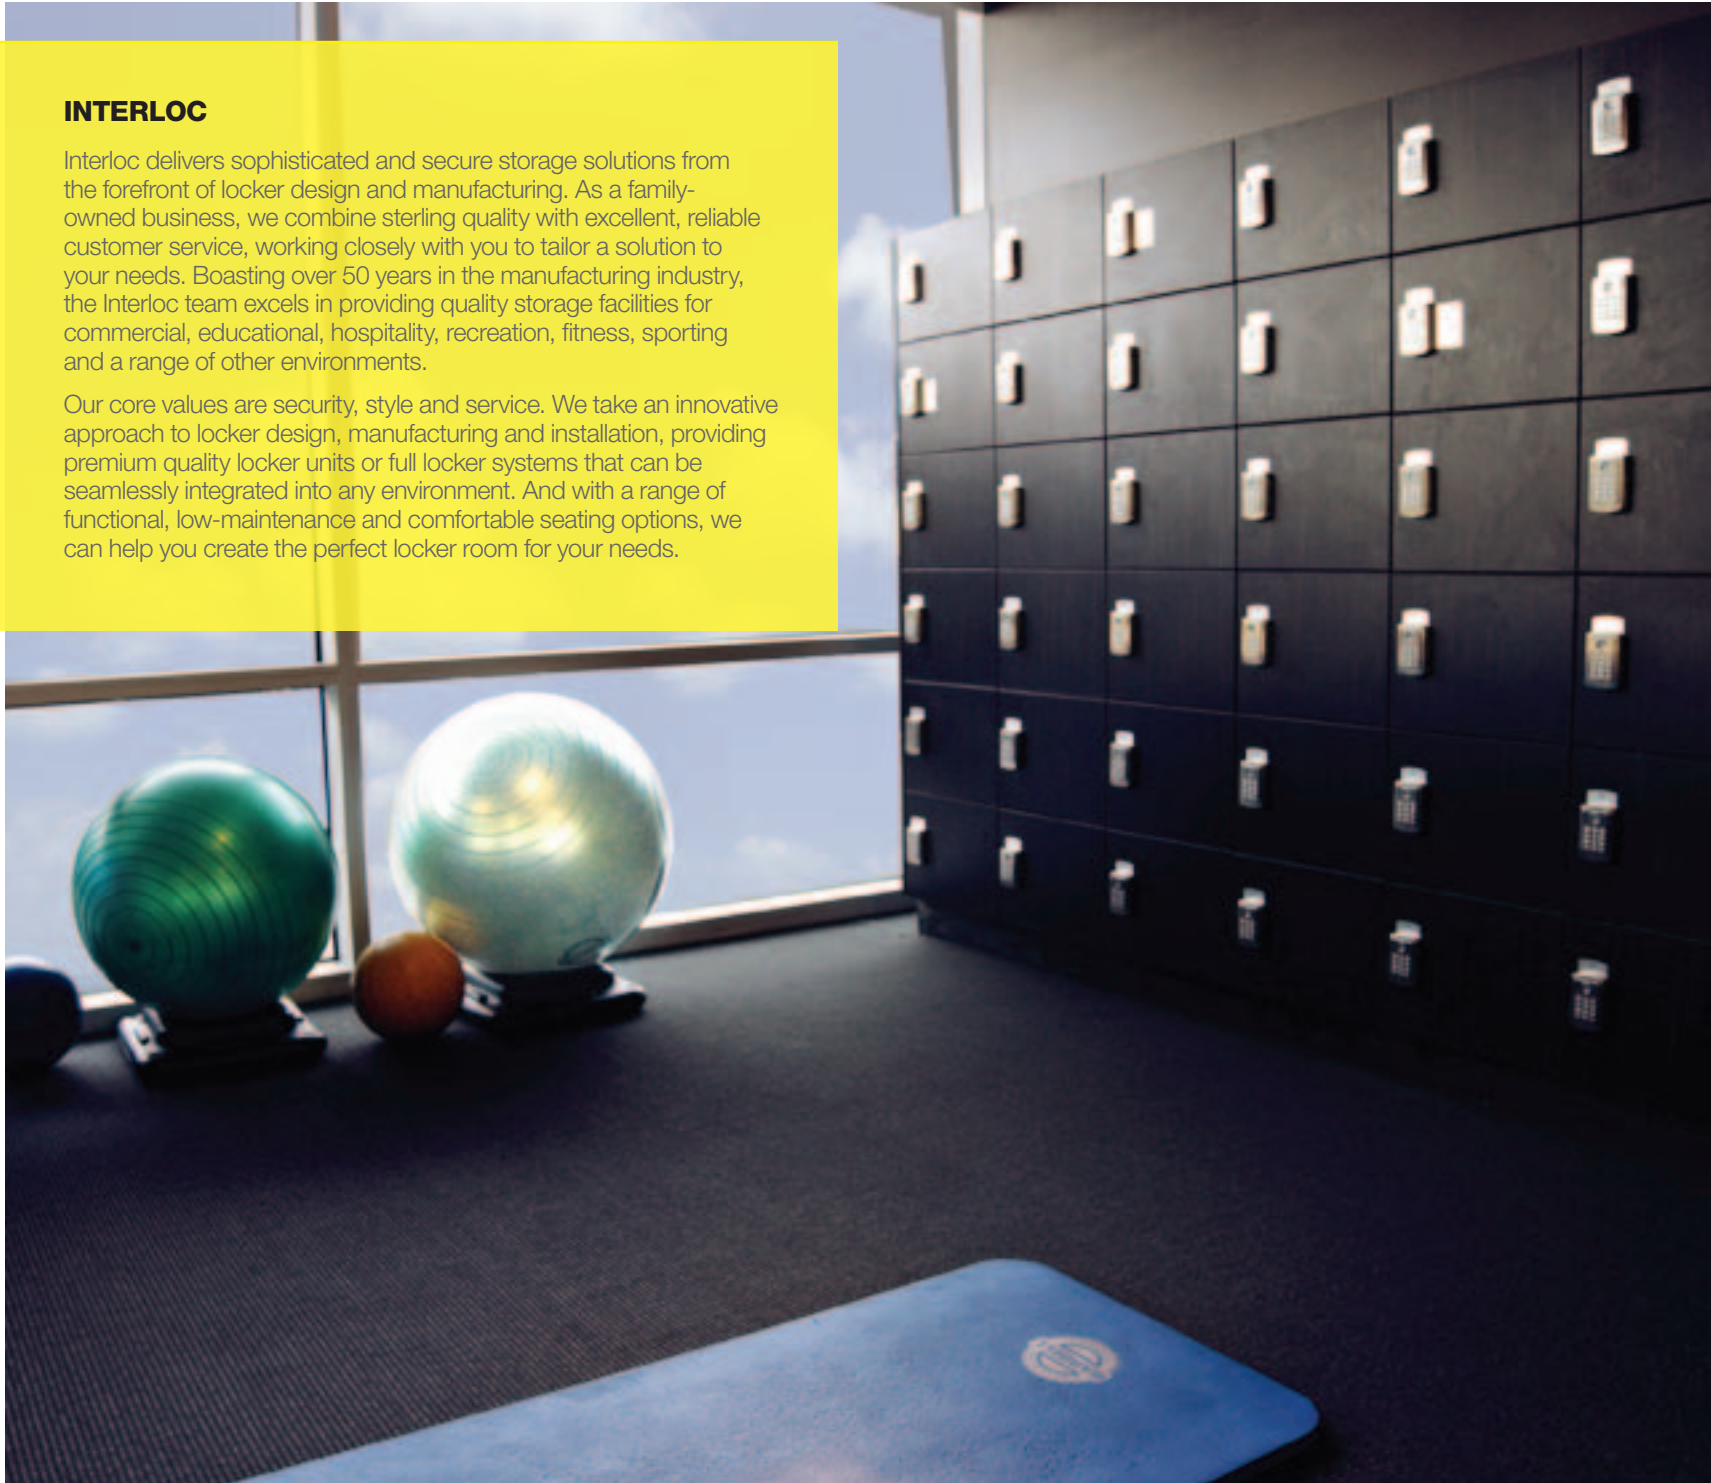 INTERLOC
Interloc delivers sophisticated and secure storage solutions from
the forefront of locker design and manufacturing. As a family-
owned business, we combine sterling quality with excellent, reliable
customer service, working closely with you to tailor a solution to
your needs. Boasting over 50 years in the manufacturing industry,
the Interloc team excels in providing quality storage facilities for
commercial, educational, hospitality, recreation, fitness, sporting
and a range of other environments.
Our core values are security, style and service. We take an innovative
approach to locker design, manufacturing and installation, providing
premium quality locker units or full locker systems that can be
seamlessly integrated into any environment. And with a range of
functional, low-maintenance and comfortable seating options, we
can help you create the perfect locker room for your needs.